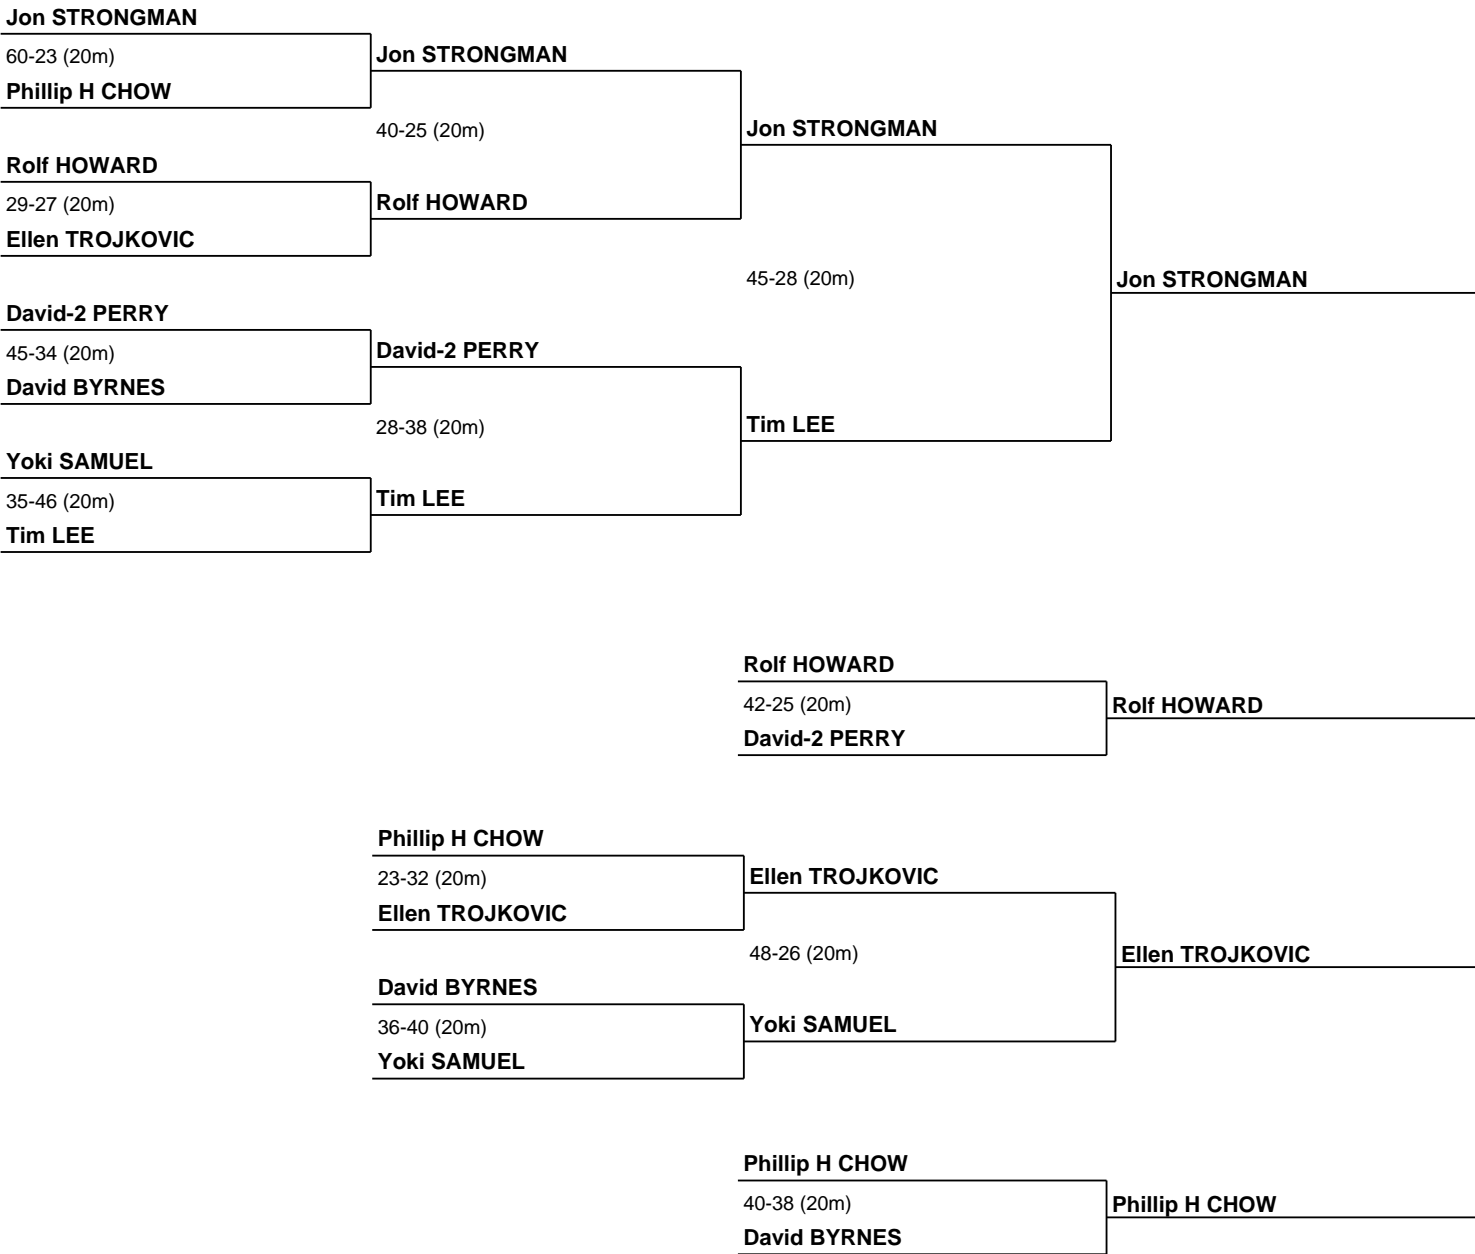 Jon STRONGMAN
60-23 (20m)
Jon STRONGMAN
Phillip H CHOW
40-25 (20m)
Jon STRONGMAN
Rolf HOWARD
29-27 (20m)
Rolf HOWARD
Ellen TROJKOVIC
45-28 (20m)
Jon STRONGMAN
David-2 PERRY
45-34 (20m)
David-2 PERRY
David BYRNES
28-38 (20m)
Tim LEE
Yoki SAMUEL
35-46 (20m)
Tim LEE
Tim LEE
Rolf HOWARD
42-25 (20m)
Rolf HOWARD
David-2 PERRY
Phillip H CHOW
23-32 (20m)
Ellen TROJKOVIC
Ellen TROJKOVIC
48-26 (20m)
Ellen TROJKOVIC
David BYRNES
36-40 (20m)
Yoki SAMUEL
Yoki SAMUEL
Phillip H CHOW
40-38 (20m)
Phillip H CHOW
David BYRNES